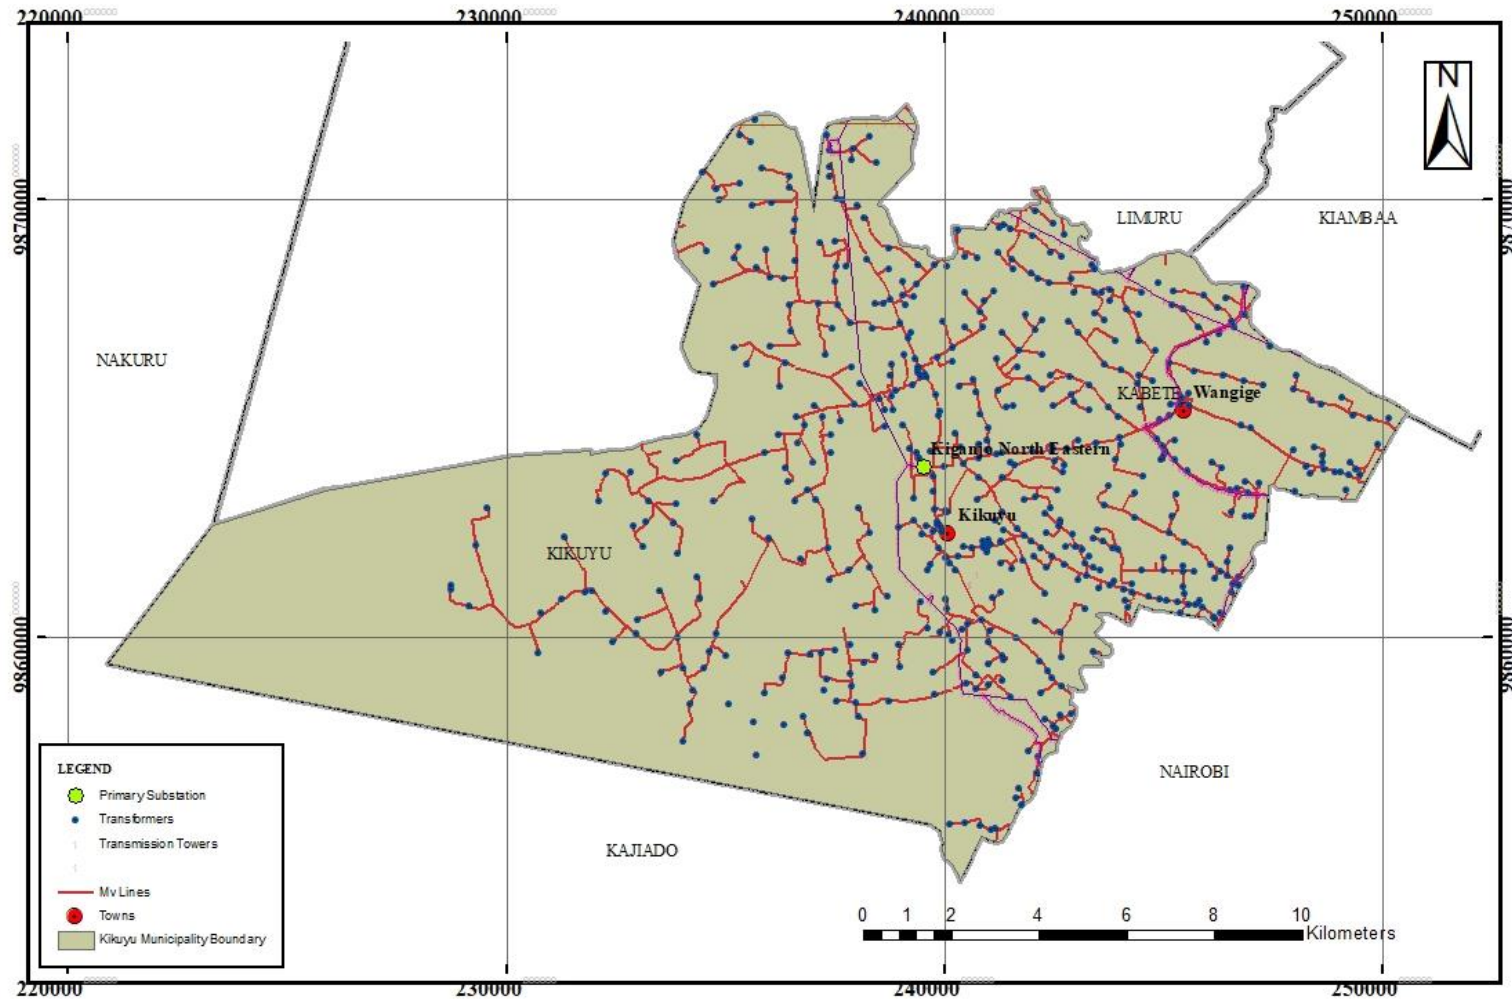 220000 230000 240000 250000
N
9870000 9870000
LIMURU KIAMBAA
NAKURU
KABETE Wangige
Kiganjo North Eastern
Kikuyu
KIKUYU
9860000 9860000
NAIROBI
KAJIADO
LEGEND
Primary Substation
Transformers
Transmission Towers
Mv Lines
Towns
Kikuyu Municipality Boundary
0 1 2 4 6 8 10
Kilometers
220000 230000 240000 250000